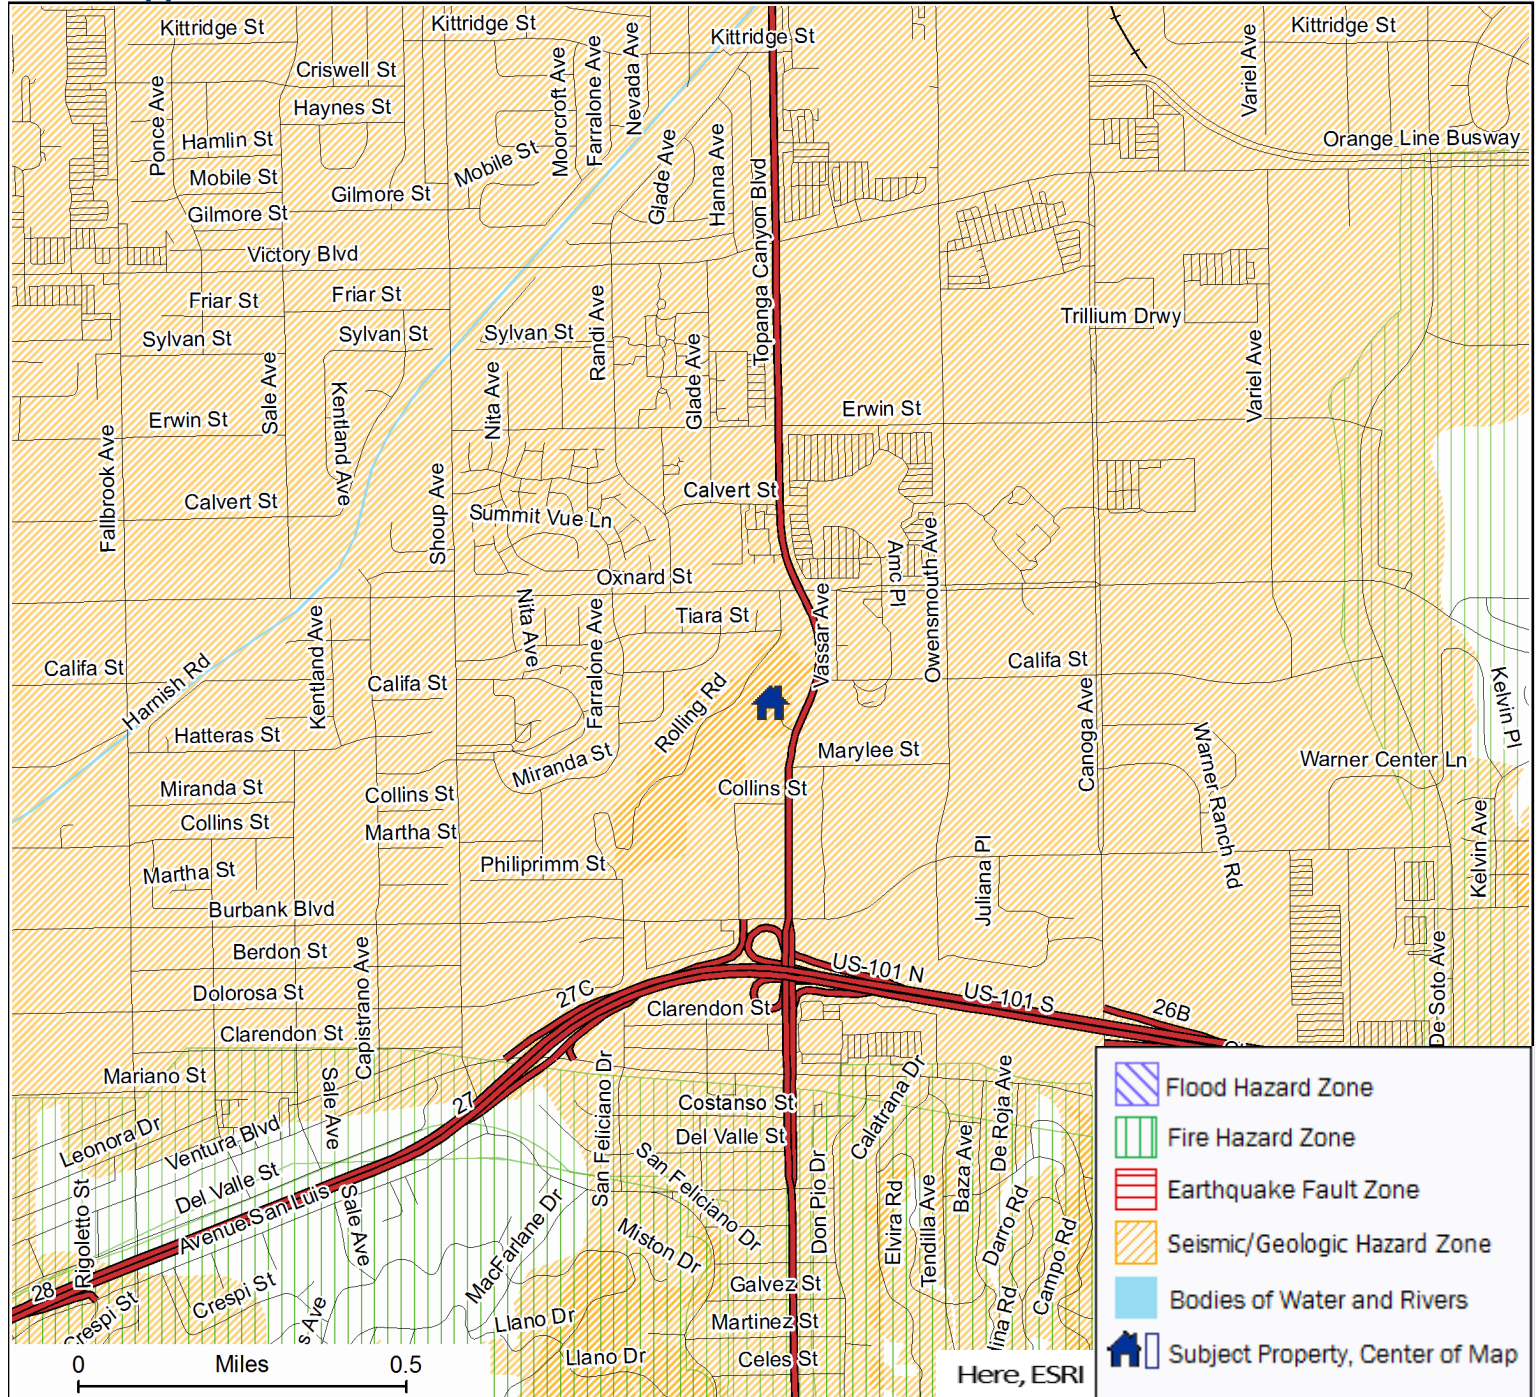 Kittridge St
Kittridge St
Kittridge St
Kittridge St
Criswell St
Haynes St
Ponce Ave
Hamlin St
Mobile St
Gilmore St
Gilmore St
Mobile St
Moorcroft Ave
Farralone Ave
Nevada Ave
Glade Ave
Hanna Ave
Topanga Canyon Blvd
Variel Ave
Orange Line Busway
Victory Blvd
Friar St
Friar St
Sylvan St
Sylvan St
Sylvan St
Randi Ave
Glade Ave
Trillium Drwy
Variel Ave
Sale Ave
Kentland Ave
Nita Ave
Erwin St
Erwin St
Fallbrook Ave
Calvert St
Calvert St
Shoup Ave
Summit Vue Ln
Amc Pl
Owensmouth Ave
Oxnard St
Tiara St
Nita Ave
Farralone Ave
Vassar Ave
Kentland Ave
Califa St
Califa St
Califa St
Harnish Rd
Rolling Rd
Canoga Ave
Kelvin Pl
Hatteras St
Miranda St
Marylee St
Warner Ranch Rd
Warner Center Ln
Miranda St
Collins St
Collins St
Collins St
Martha St
Martha St
Philiprimm St
Juliana Pl
Kelvin Ave
Burbank Blvd
Berdon St
Capistrano Ave
De Soto Ave
Dolorosa St
27C
US-101 N
US-101 S
26B
Clarendon St
Clarendon St
Mariano St
Sale Ave
27
San Feliciano Dr
Costanso St
Calatrana Dr
De Roja Ave
Leonora Dr
Ventura Blvd
Del Valle St
Del Valle St
San Feliciano Dr
Baza Ave
Rigoletto St
Avenue San Luis
Sale Ave
MacFarlane Dr
Miston Dr
Don Pio Dr
Elvira Rd
Tendilla Ave
Darro Rd
Campo Rd
28
Crespi St
Crespi St
s Ave
Galvez St
Llano Dr
Martinez St
lina Rd
Llano Dr
Celes St
0 Miles 0.5
Here, ESRI
Flood Hazard Zone
Fire Hazard Zone
Earthquake Fault Zone
Seismic/Geologic Hazard Zone
Bodies of Water and Rivers
Subject Property, Center of Map